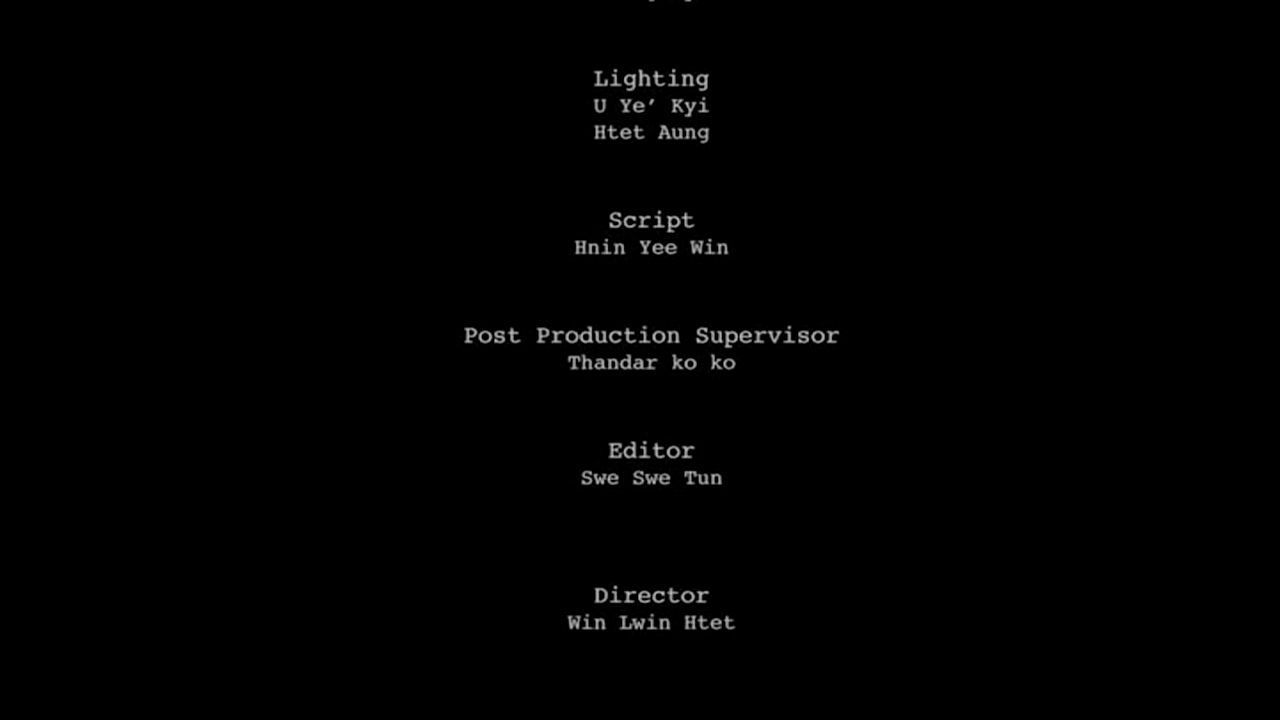 Lighting
U Ye’ Kyi
Htet Aung
Script
Hnin Yee Win
Post Production Supervisor
Thandar ko ko
Editor
Swe Swe Tun
Director
Win Lwin Htet